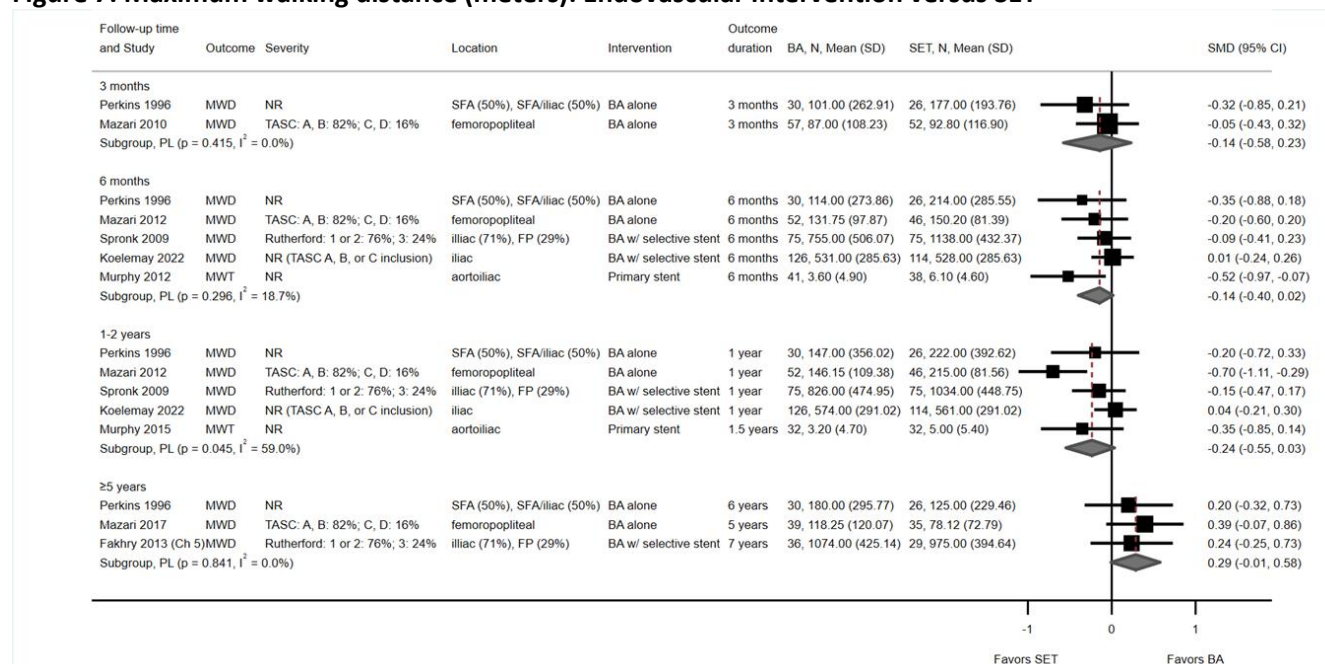 Figure 7. Maximum walking distance (meters): Endovascular intervention versus SET
Follow-up time Outcome
and Study Outcome Severity Location Intervention duration BA, N, Mean (SD) SET, N, Mean (SD) SMD (95% CI)
3 months
Perkins 1996 MWD NR SFA (50%), SFA/iliac (50%) BA alone 3 months 30, 101.00 (262.91) 26, 177.00 (193.76) -0.32 (-0.85, 0.21)
Mazari 2010 MWD TASC: A, B: 82%; C, D: 16% femoropopliteal BA alone 3 months 57, 87.00 (108.23) 52, 92.80 (116.90) -0.05 (-0.43, 0.32)
Subgroup, PL (p = 0.415, I² = 0.0%) -0.14 (-0.58, 0.23)
6 months
Perkins 1996 MWD NR SFA (50%), SFA/iliac (50%) BA alone 6 months 30, 114.00 (273.86) 26, 214.00 (285.55) -0.35 (-0.88, 0.18)
Mazari 2012 MWD TASC: A, B: 82%; C, D: 16% femoropopliteal BA alone 6 months 52, 131.75 (97.87) 46, 150.20 (81.39) -0.20 (-0.60, 0.20)
Spronk 2009 MWD Rutherford: 1 or 2: 76%; 3: 24% illiac (71%), FP (29%) BA w/ selective stent 6 months 75, 755.00 (506.07) 75, 1138.00 (432.37) -0.09 (-0.41, 0.23)
Koelemay 2022 MWD NR (TASC A, B, or C inclusion) iliac BA w/ selective stent 6 months 126, 531.00 (285.63) 114, 528.00 (285.63) 0.01 (-0.24, 0.26)
Murphy 2012 MWT NR aortoiliac Primary stent 6 months 41, 3.60 (4.90) 38, 6.10 (4.60) -0.52 (-0.97, -0.07)
Subgroup, PL (p = 0.296, I² = 18.7%) -0.14 (-0.40, 0.02)
1-2 years
Perkins 1996 MWD NR SFA (50%), SFA/iliac (50%) BA alone 1 year 30, 147.00 (356.02) 26, 222.00 (392.62) -0.20 (-0.72, 0.33)
Mazari 2012 MWD TASC: A, B: 82%; C, D: 16% femoropopliteal BA alone 1 year 52, 146.15 (109.38) 46, 215.00 (81.56) -0.70 (-1.11, -0.29)
Spronk 2009 MWD Rutherford: 1 or 2: 76%; 3: 24% illiac (71%), FP (29%) BA w/ selective stent 1 year 75, 826.00 (474.95) 75, 1034.00 (448.75) -0.15 (-0.47, 0.17)
Koelemay 2022 MWD NR (TASC A, B, or C inclusion) iliac BA w/ selective stent 1 year 126, 574.00 (291.02) 114, 561.00 (291.02) 0.04 (-0.21, 0.30)
Murphy 2015 MWT NR aortoiliac Primary stent 1.5 years 32, 3.20 (4.70) 32, 5.00 (5.40) -0.35 (-0.85, 0.14)
Subgroup, PL (p = 0.045, I² = 59.0%) -0.24 (-0.55, 0.03)
≥5 years
Perkins 1996 MWD NR SFA (50%), SFA/iliac (50%) BA alone 6 years 30, 180.00 (295.77) 26, 125.00 (229.46) 0.20 (-0.32, 0.73)
Mazari 2017 MWD TASC: A, B: 82%; C, D: 16% femoropopliteal BA alone 5 years 39, 118.25 (120.07) 35, 78.12 (72.79) 0.39 (-0.07, 0.86)
Fakhry 2013 (Ch 5)MWD Rutherford: 1 or 2: 76%; 3: 24% illiac (71%), FP (29%) BA w/ selective stent 7 years 36, 1074.00 (425.14) 29, 975.00 (394.64) 0.24 (-0.25, 0.73)
Subgroup, PL (p = 0.841, I² = 0.0%) 0.29 (-0.01, 0.58)
-1 0 1
Favors SET Favors BA